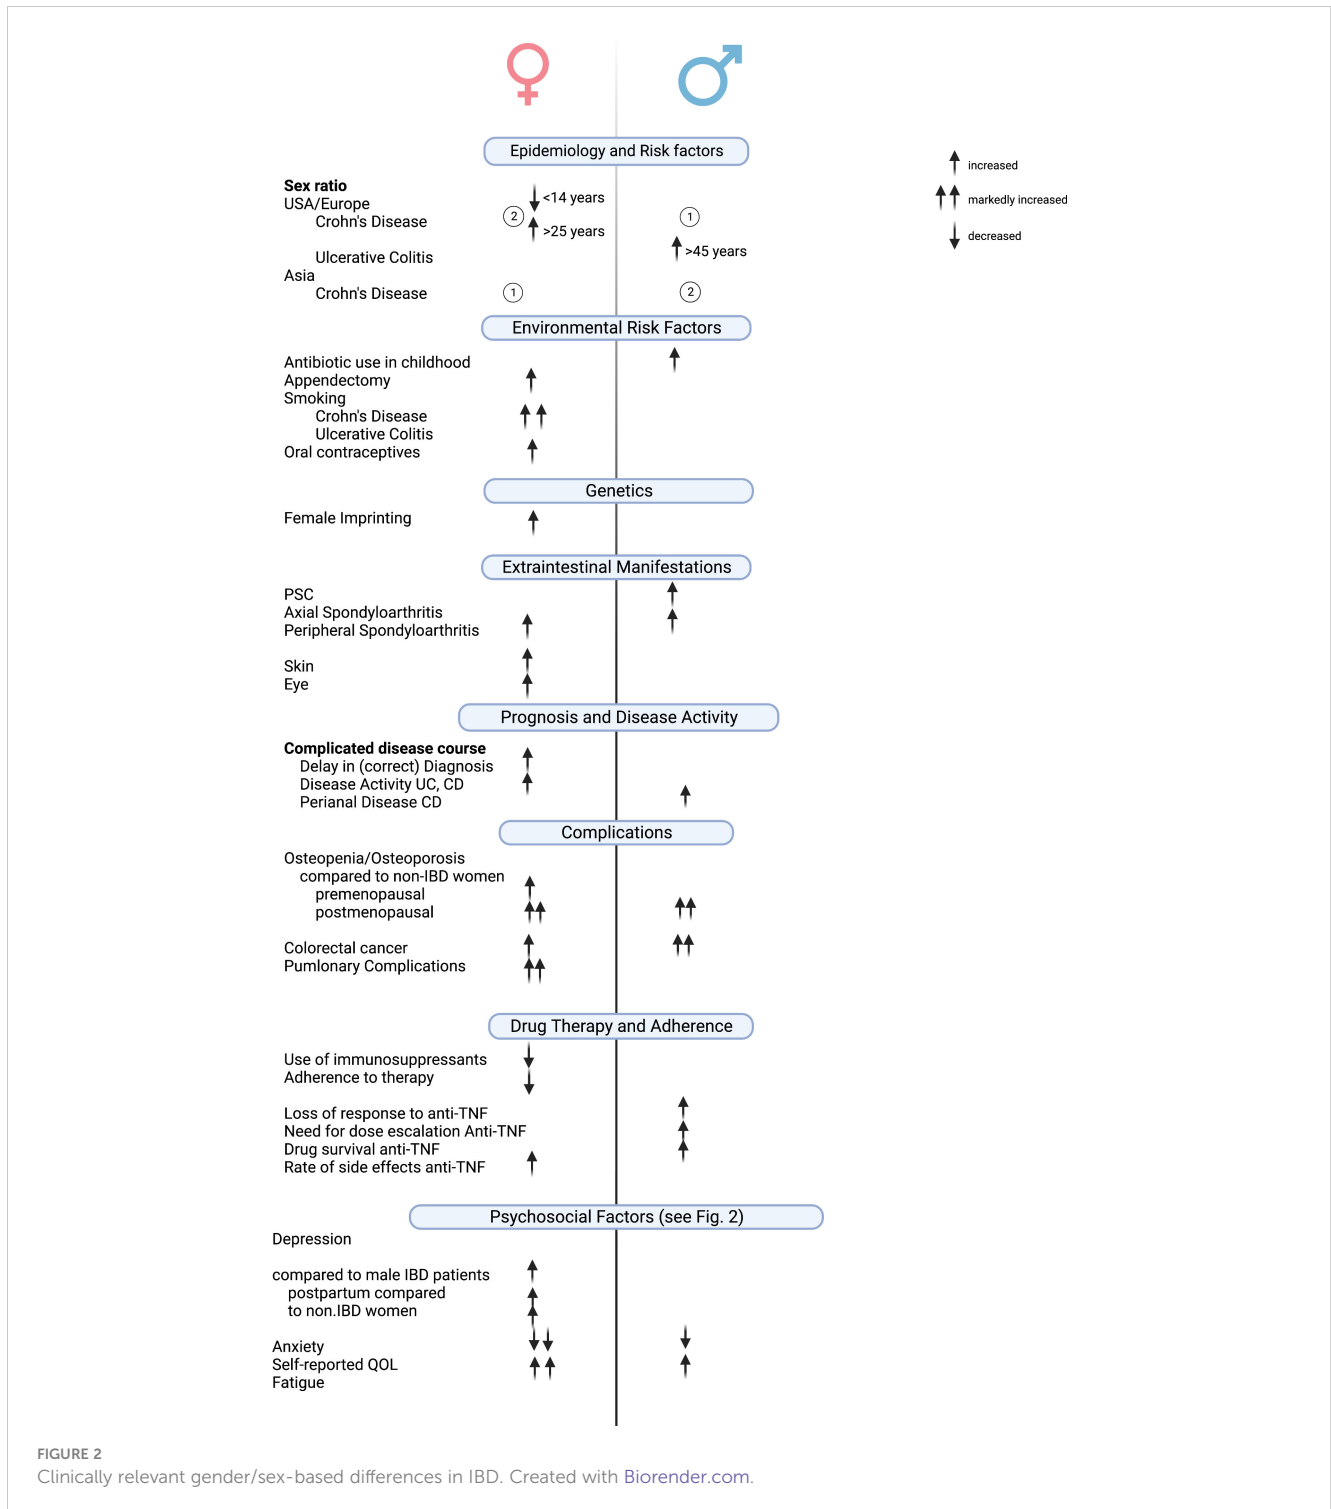 Epidemiology and Risk factors
increased
markedly increased
decreased
Sex ratio
USA/Europe
<14 years
Crohn's Disease
2
1
>25 years
>45 years
Ulcerative Colitis
Asia
Crohn's Disease
1
2
Environmental Risk Factors
Antibiotic use in childhood
Appendectomy
Smoking
Crohn's Disease
Ulcerative Colitis
Oral contraceptives
Genetics
Female Imprinting
Extraintestinal Manifestations
PSC
Axial Spondyloarthritis
Peripheral Spondyloarthritis
Skin
Eye
Prognosis and Disease Activity
Complicated disease course
Delay in (correct) Diagnosis
Disease Activity UC, CD
Perianal Disease CD
Complications
Osteopenia/Osteoporosis
compared to non-IBD women
premenopausal
postmenopausal
Colorectal cancer
Pumlonary Complications
Drug Therapy and Adherence
Use of immunosuppressants
Adherence to therapy
Loss of response to anti-TNF
Need for dose escalation Anti-TNF
Drug survival anti-TNF
Rate of side effects anti-TNF
Psychosocial Factors (see Fig. 2)
Depression
compared to male IBD patients
postpartum compared
to non.IBD women
Anxiety
Self-reported QOL
Fatigue
FIGURE 2
Clinically relevant gender/sex-based differences in IBD. Created with Biorender.com.